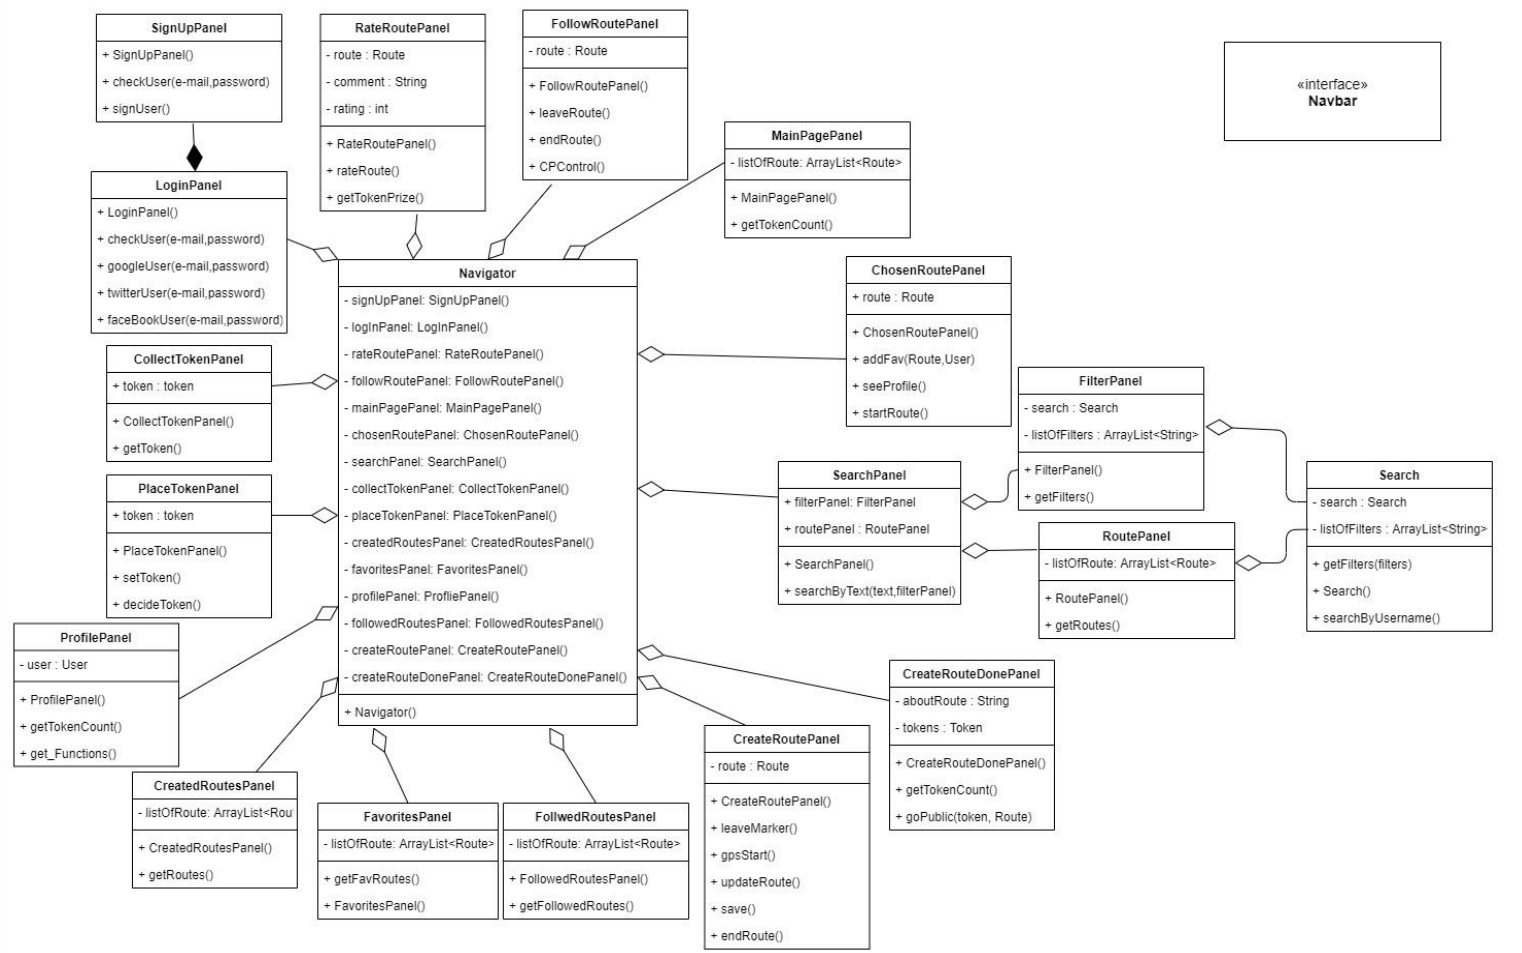 SignUpPanel
+ SignUpPanel()
+ checkUser(e-mail,password)
+ signUser()
RateRoutePanel
- route : Route
- comment : String
- rating : int
+ RateRoutePanel()
+ rateRoute()
+ getTokenPrize()
FollowRoutePanel
- route : Route
+ FollowRoutePanel()
+ leaveRoute()
+ endRoute()
+ CPControl()
MainPagePanel
- listOfRoute: ArrayList<Route>
+ MainPagePanel()
+ getTokenCount()
«interface»
Navbar
LoginPanel
+ LoginPanel()
+ checkUser(e-mail,password)
+ googleUser(e-mail,password)
+ twitterUser(e-mail,password)
+ faceBookUser(e-mail,password)
Navigator
- signUpPanel: SignUpPanel()
- logInPanel: LogInPanel()
- rateRoutePanel: RateRoutePanel()
- followRoutePanel: FollowRoutePanel()
- mainPagePanel: MainPagePanel()
- chosenRoutePanel: ChosenRoutePanel()
- searchPanel: SearchPanel()
- collectTokenPanel: CollectTokenPanel()
- placeTokenPanel: PlaceTokenPanel()
- createdRoutesPanel: CreatedRoutesPanel()
- favoritesPanel: FavoritesPanel()
- profilePanel: ProfliePanel()
- followedRoutesPanel: FollowedRoutesPanel()
- createRoutePanel: CreateRoutePanel()
- createRouteDonePanel: CreateRouteDonePanel()
+ Navigator()
ChosenRoutePanel
+ route : Route
+ ChosenRoutePanel()
+ addFav(Route,User)
+ seeProfile()
+ startRoute()
CollectTokenPanel
+ token : token
+ CollectTokenPanel()
+ getToken()
FilterPanel
- search : Search
- listOfFilters : ArrayList<String>
+ FilterPanel()
+ getFilters()
SearchPanel
+ filterPanel: FilterPanel
+ routePanel : RoutePanel
+ SearchPanel()
+ searchByText(text,filterPanel)
Search
- search : Search
- listOfFilters : ArrayList<String>
+ getFilters(filters)
+ Search()
+ searchByUsername()
PlaceTokenPanel
+ token : token
+ PlaceTokenPanel()
+ setToken()
+ decideToken()
RoutePanel
- listOfRoute: ArrayList<Route>
+ RoutePanel()
+ getRoutes()
ProfilePanel
- user : User
+ ProfilePanel()
+ getTokenCount()
+ get_Functions()
CreateRouteDonePanel
- aboutRoute : String
- tokens : Token
+ CreateRouteDonePanel()
+ getTokenCount()
+ goPublic(token, Route)
CreateRoutePanel
- route : Route
+ CreateRoutePanel()
+ leaveMarker()
+ gpsStart()
+ updateRoute()
+ save()
+ endRoute()
CreatedRoutesPanel
- listOfRoute: ArrayList<Rou
+ CreatedRoutesPanel()
+ getRoutes()
FavoritesPanel
- listOfRoute: ArrayList<Route>
+ getFavRoutes()
+ FavoritesPanel()
FollwedRoutesPanel
- listOfRoute: ArrayList<Route>
+ FollowedRoutesPanel()
+ getFollowedRoutes()